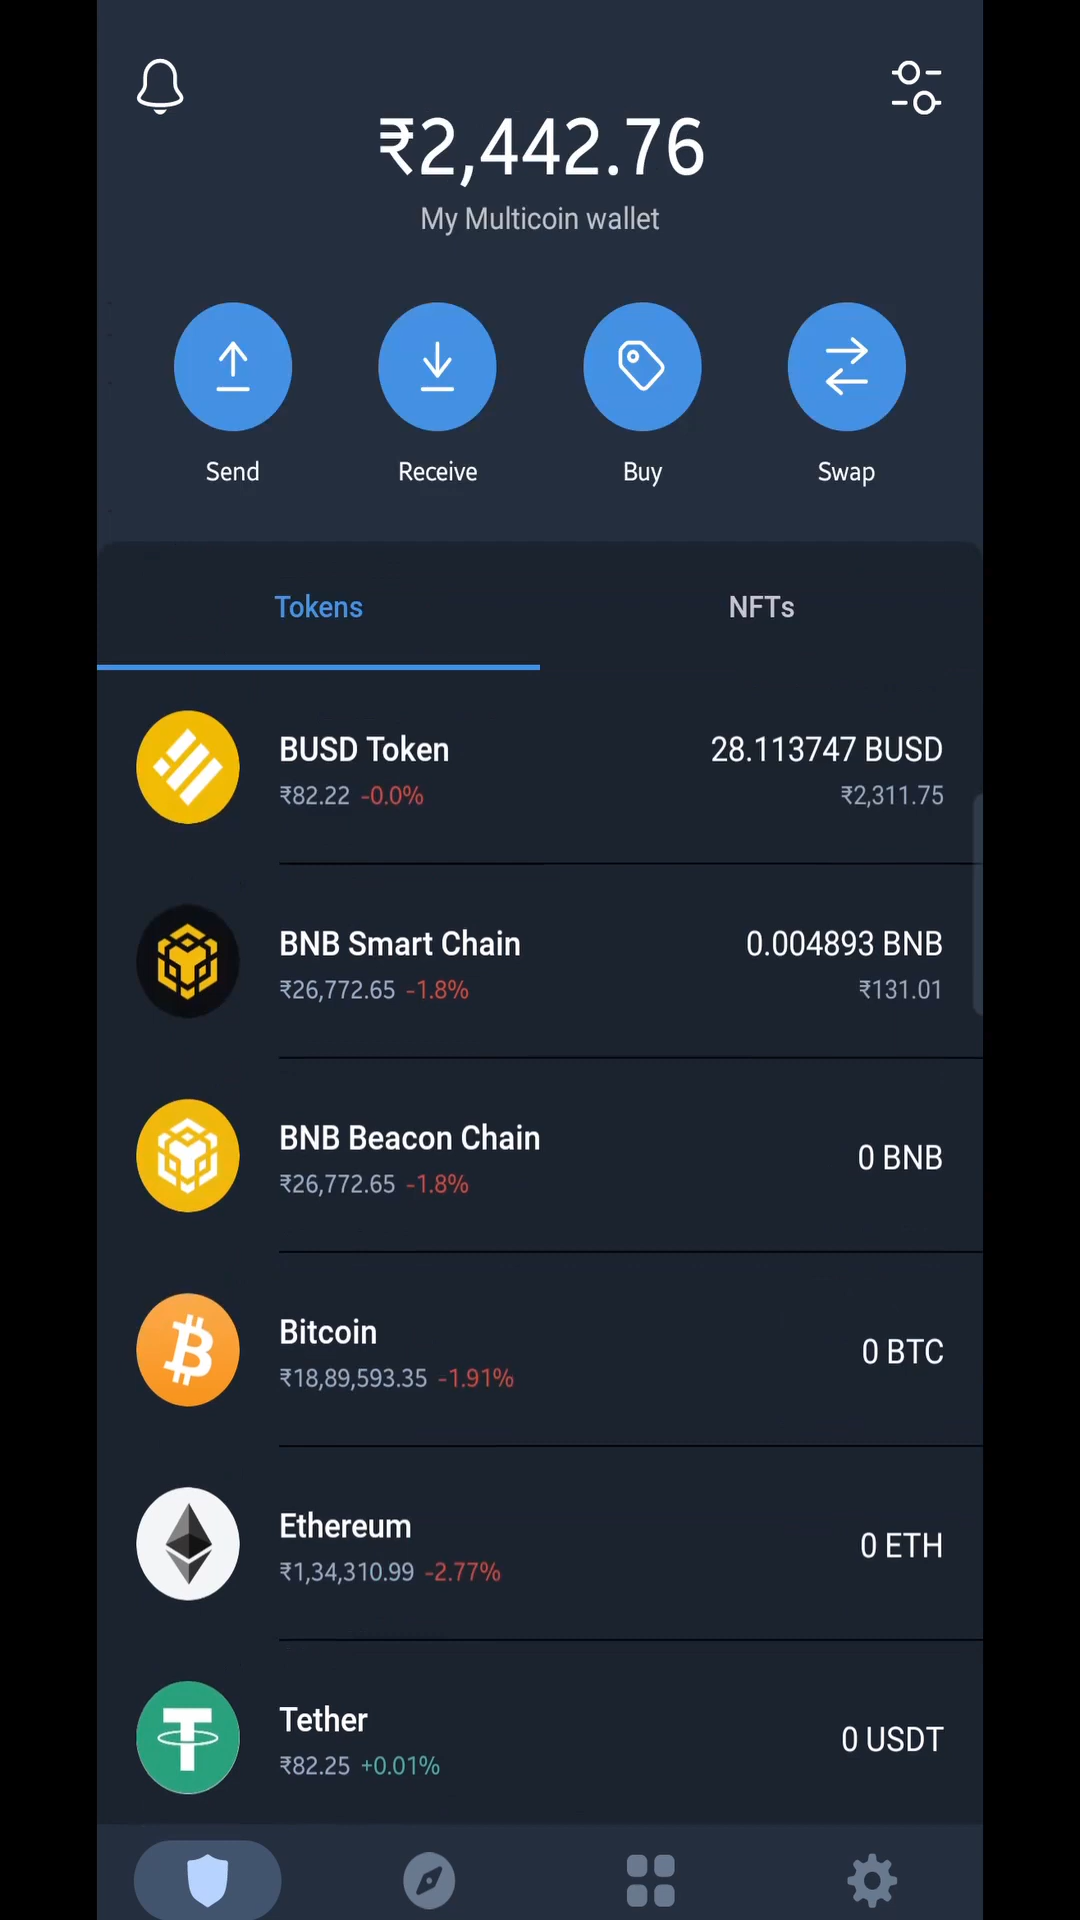 ₹2,442.76
My Multicoin wallet
Send Receive Buy Swap
Tokens NFTs
BUSD Token 28.113747 BUSD
₹82.22 -0.0% ₹2,311.75
BNB Smart Chain 0.004893 BNB
₹26,772.65 -1.8% ₹131.01
BNB Beacon Chain
0 BNB
₹26,772.65 -1.8%
Bitcoin
0 BTC
₹18,89,593.35 -1.91%
Ethereum
0 ETH
₹1,34,310.99 -2.77%
Tether
0 USDT
₹82.25 +0.01%